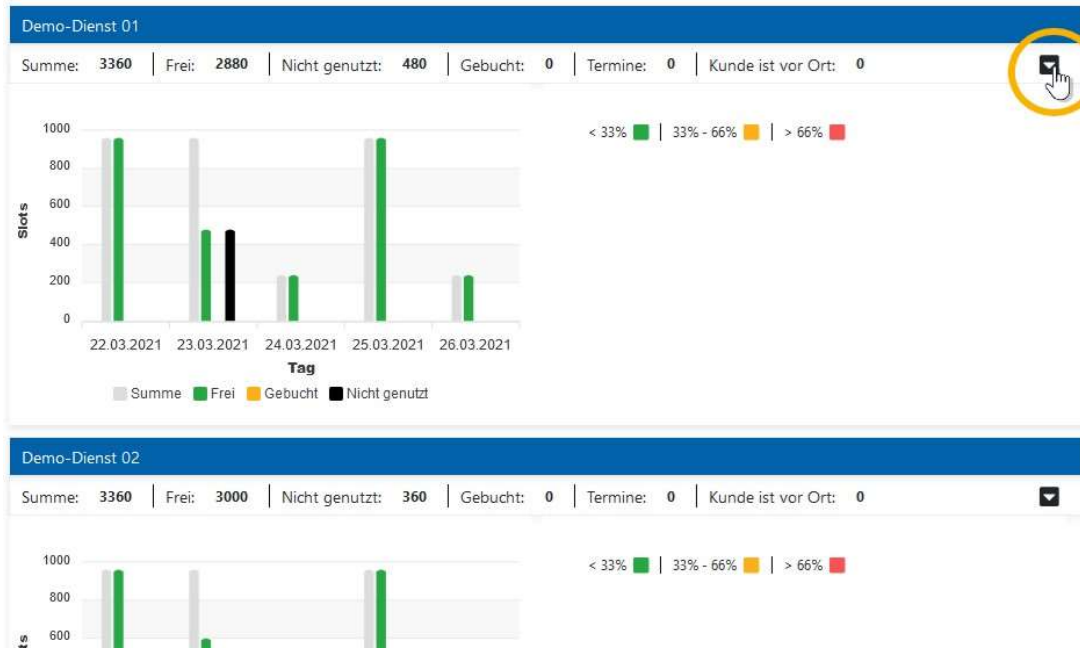 Demo-Dienst 01
Summe: 3360 | Frei: 2880 | Nicht genutzt: 480 | Gebucht: 0 | Termine: 0 | Kunde ist vor Ort: 0
< 33% | 33% - 66% | > 66%
1000
800
600
400
200
0
Slots
22.03.2021 23.03.2021 24.03.2021 25.03.2021 26.03.2021
Tag
Summe Frei Gebucht Nicht genutzt
Demo-Dienst 02
Summe: 3360 | Frei: 3000 | Nicht genutzt: 360 | Gebucht: 0 | Termine: 0 | Kunde ist vor Ort: 0
< 33% | 33% - 66% | > 66%
1000
800
600